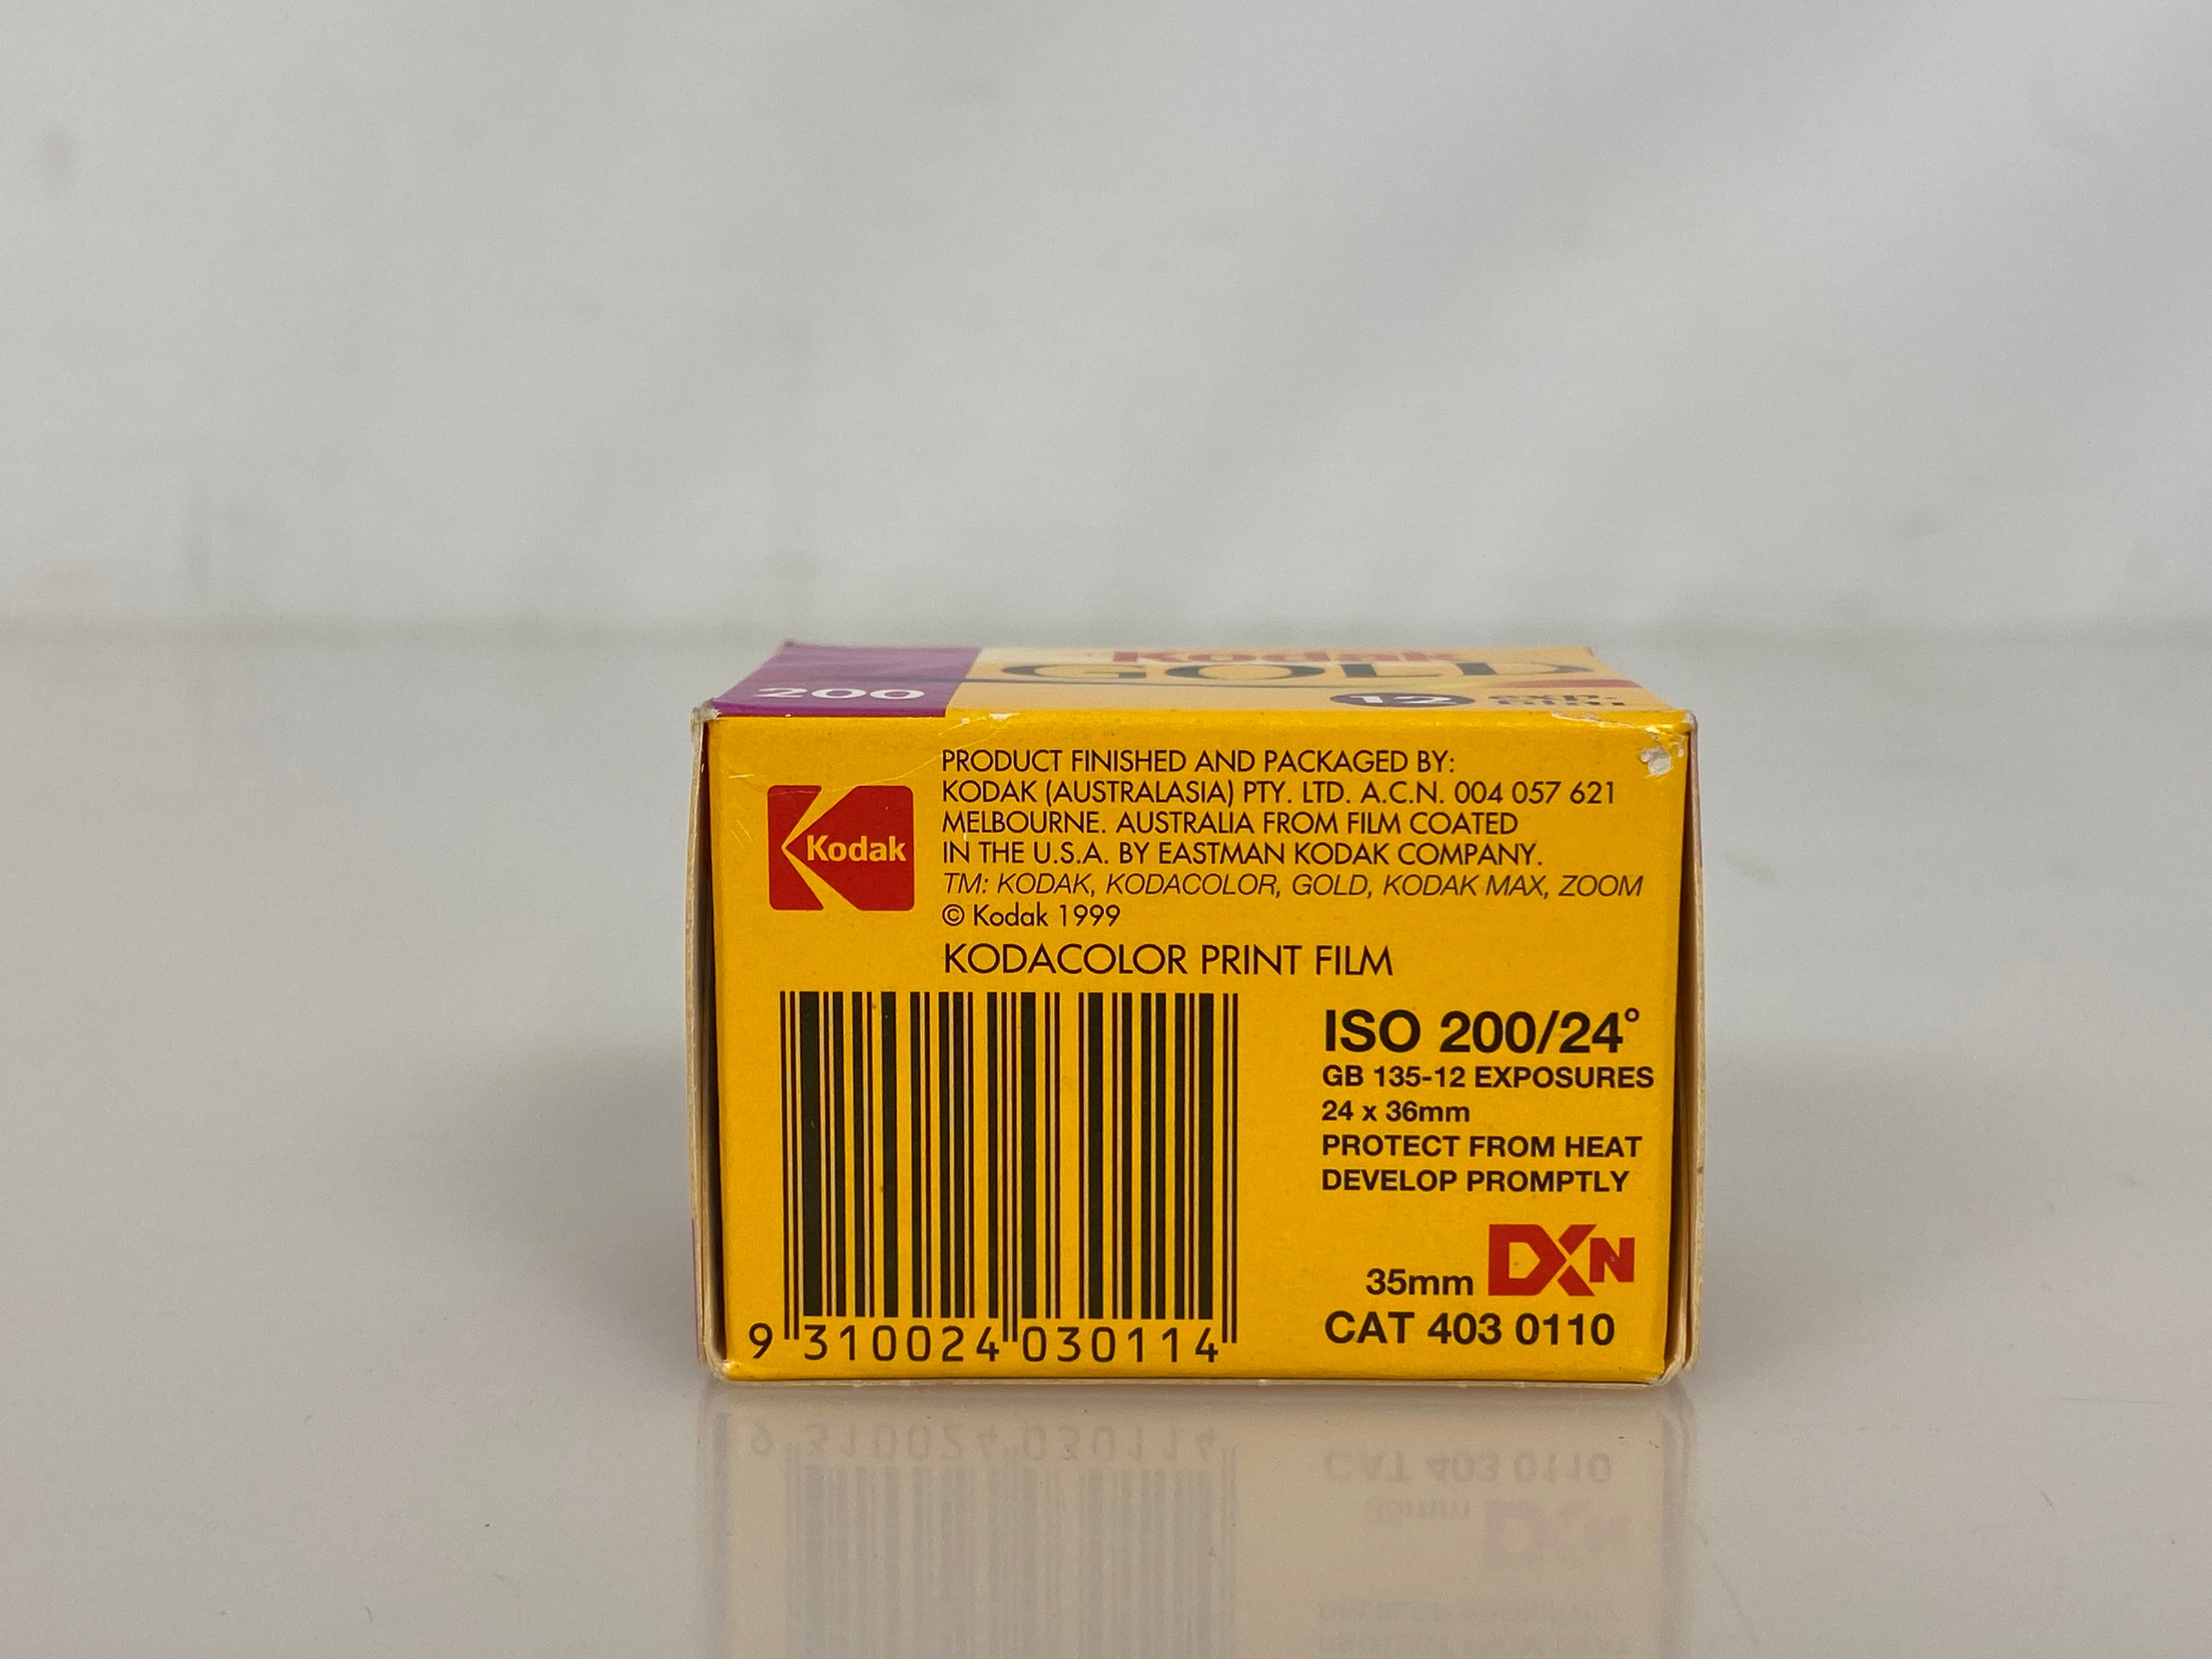 Kodak
GOLD
200
12 exp.
film
Kodak
PRODUCT FINISHED AND PACKAGED BY:
KODAK (AUSTRALASIA) PTY. LTD. A.C.N. 004 057 621
MELBOURNE. AUSTRALIA FROM FILM COATED
IN THE U.S.A. BY EASTMAN KODAK COMPANY.
TM: KODAK, KODACOLOR, GOLD, KODAK MAX, ZOOM
© Kodak 1999
KODACOLOR PRINT FILM
9 310024 030114
ISO 200/24°
GB 135-12 EXPOSURES
24 x 36mm
PROTECT FROM HEAT
DEVELOP PROMPTLY
35mm DXN
CAT 403 0110